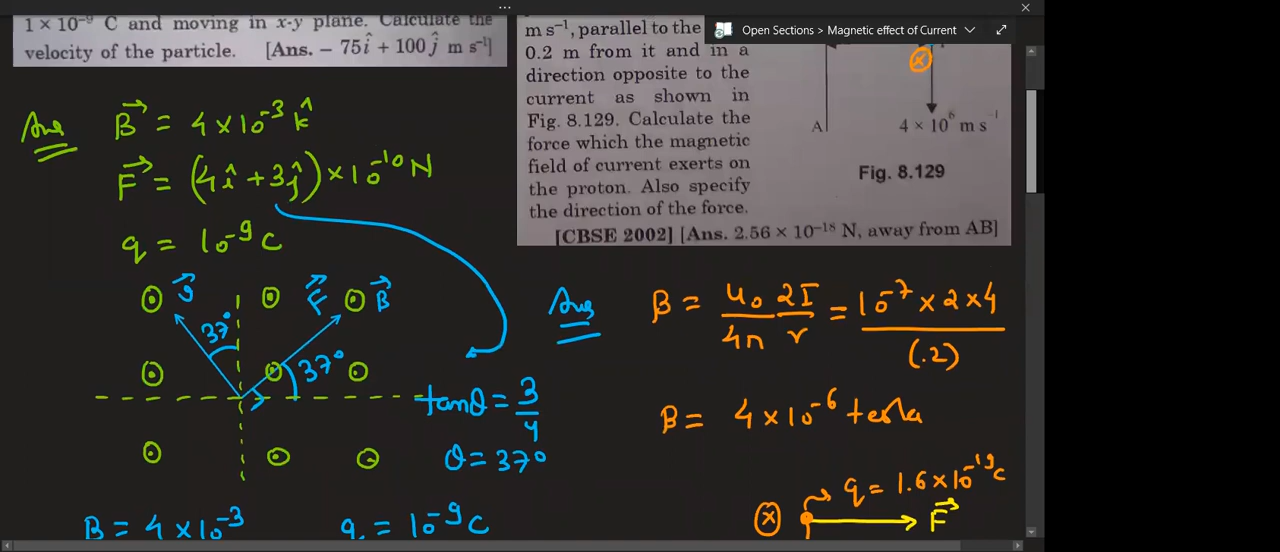 1 × 10⁻⁹ C and moving in x-y plane. Calculate the
velocity of the particle. [Ans. – 75î + 100ĵ m s⁻¹]
Ans B⃗ = 4×10⁻³ k̂
F⃗ = (4î + 3ĵ) × 10⁻¹⁰ N
q = 10⁻⁹ C
F⃗ B⃗
37°
37°
tanθ = 3/4
θ = 37°
B = 4 × 10⁻³ q = 10⁻⁹ C
Open Sections > Magnetic effect of Current
m s⁻¹, parallel to the
0.2 m from it and in a
direction opposite to the
current as shown in
Fig. 8.129. Calculate the
force which the magnetic
field of current exerts on
the proton. Also specify
the direction of the force.
[CBSE 2002] [Ans. 2.56 × 10⁻¹⁸ N, away from AB]
A
4 × 10⁶ m s⁻¹
Fig. 8.129
Ans B = u₀/4π 2I/r = 10⁻⁷ × 2 × 4/(.2)
B = 4 × 10⁻⁶ tesla
q = 1.6 × 10⁻¹⁹ C
F⃗